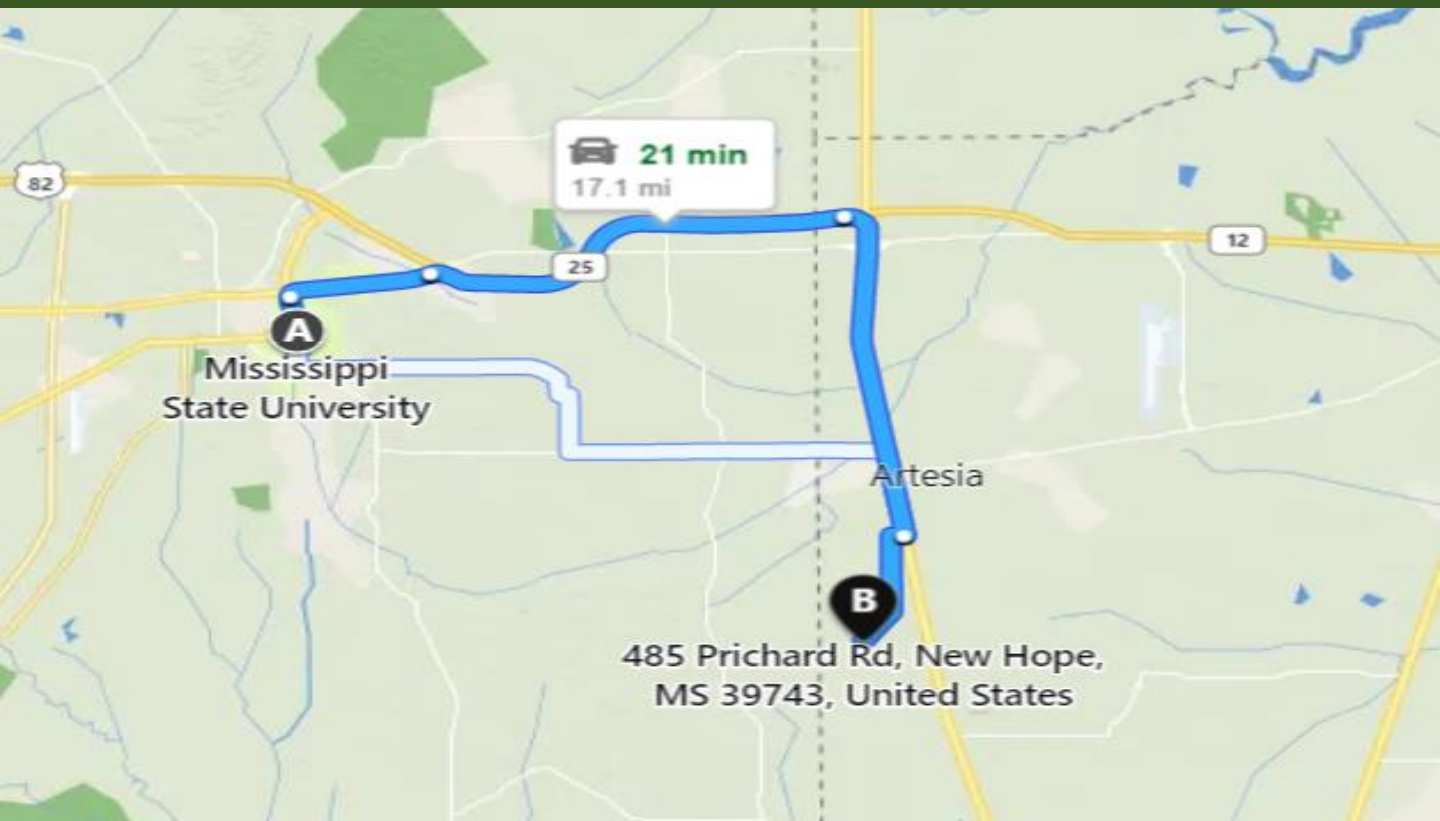 82
21 min
17.1 mi
12
25
A
Mississippi
State University
Artesia
B
485 Prichard Rd, New Hope,
MS 39743, United States